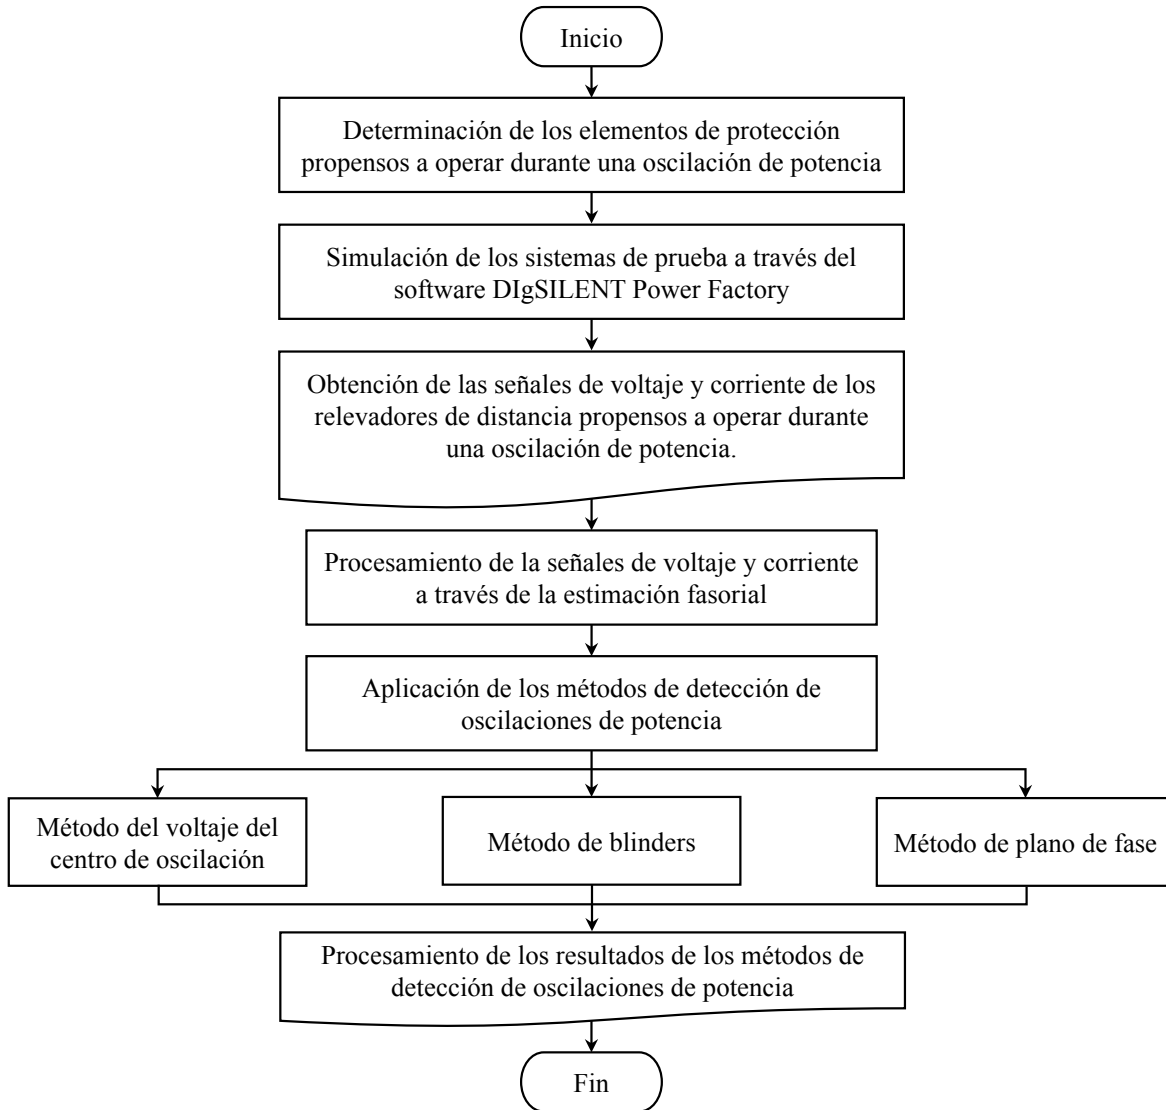 Inicio
Determinación de los elementos de protección
propensos a operar durante una oscilación de potencia
Simulación de los sistemas de prueba a través del
software DIgSILENT Power Factory
Obtención de las señales de voltaje y corriente de los
relevadores de distancia propensos a operar durante
una oscilación de potencia.
Procesamiento de la señales de voltaje y corriente
a través de la estimación fasorial
Aplicación de los métodos de detección de
oscilaciones de potencia
Método del voltaje del
centro de oscilación
Método de blinders
Método de plano de fase
Procesamiento de los resultados de los métodos de
detección de oscilaciones de potencia
Fin